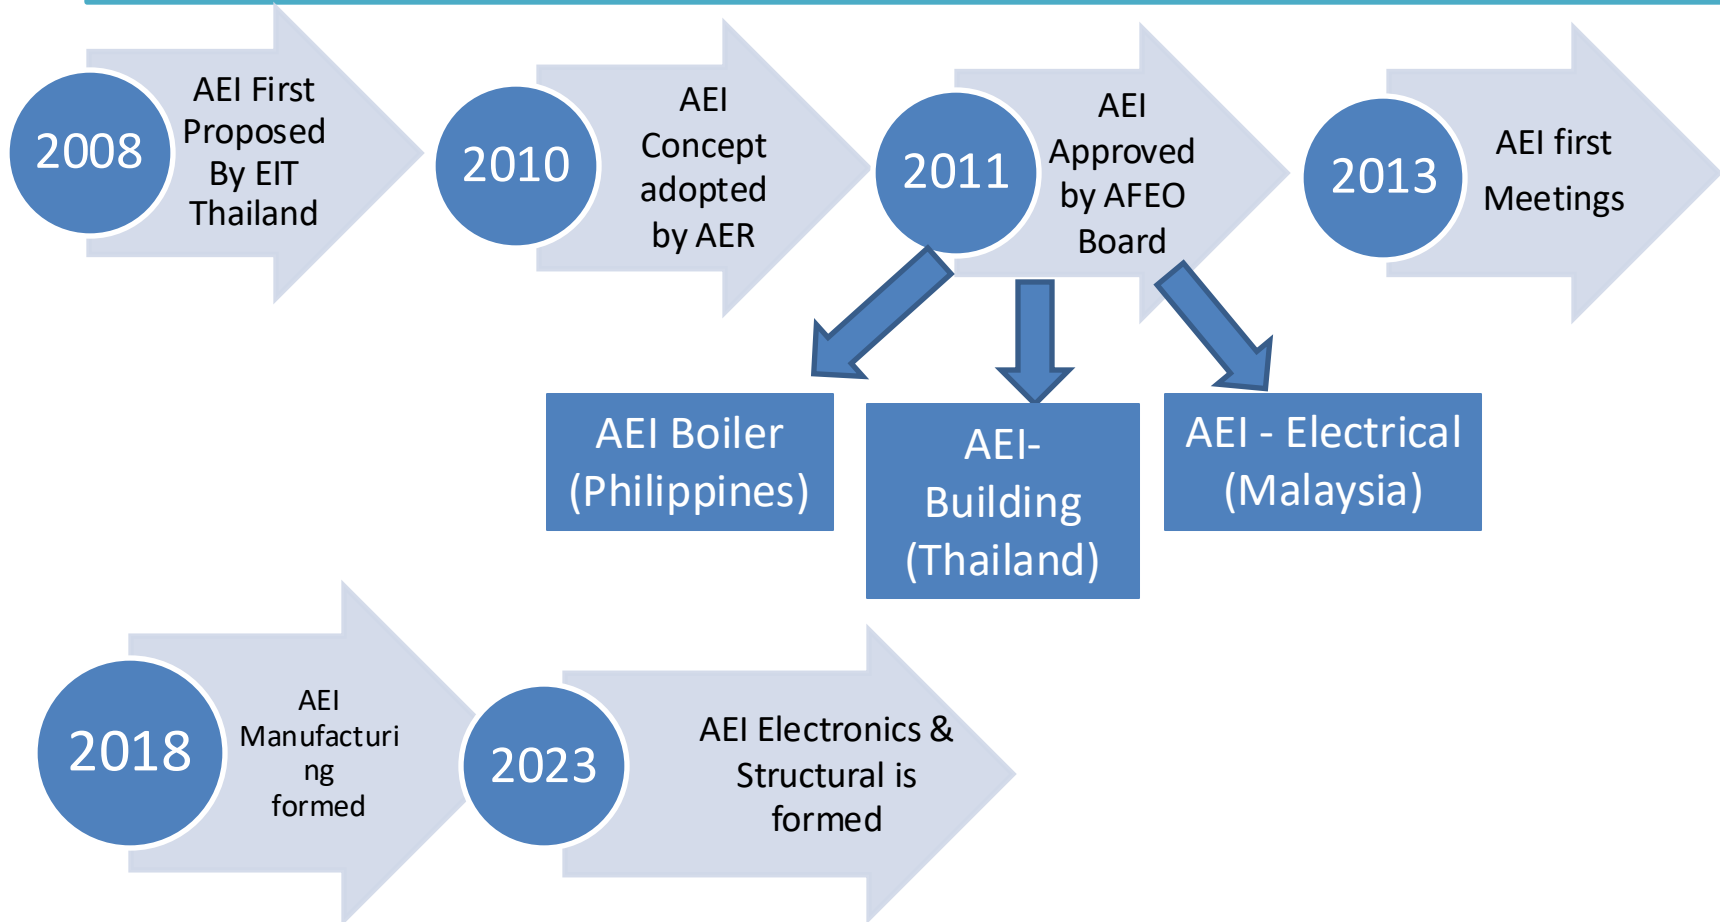 2008
AEI First
Proposed
By EIT
Thailand
2010
AEI
Concept
adopted
by AER
2011
AEI
Approved
by AFEO
Board
2013
AEI first
Meetings
AEI Boiler
(Philippines)
AEI-
Building
(Thailand)
AEI - Electrical
(Malaysia)
2018
AEI
Manufacturi
ng
formed
2023
AEI Electronics &
Structural is
formed